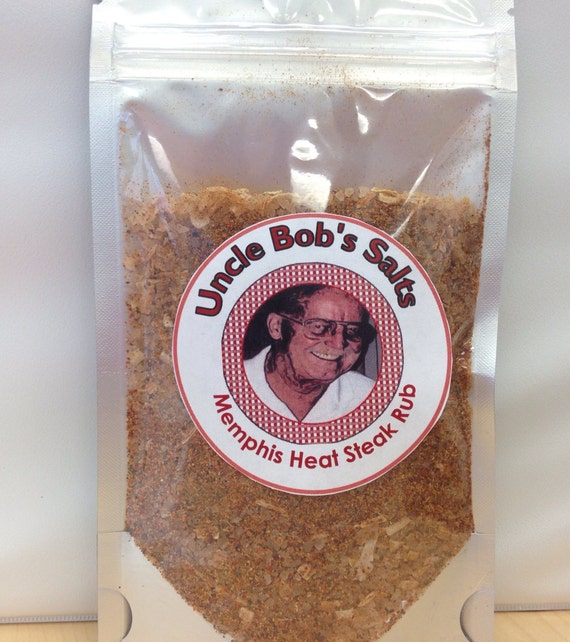 Uncle Bob's Salts
Memphis Heat Steak Rub